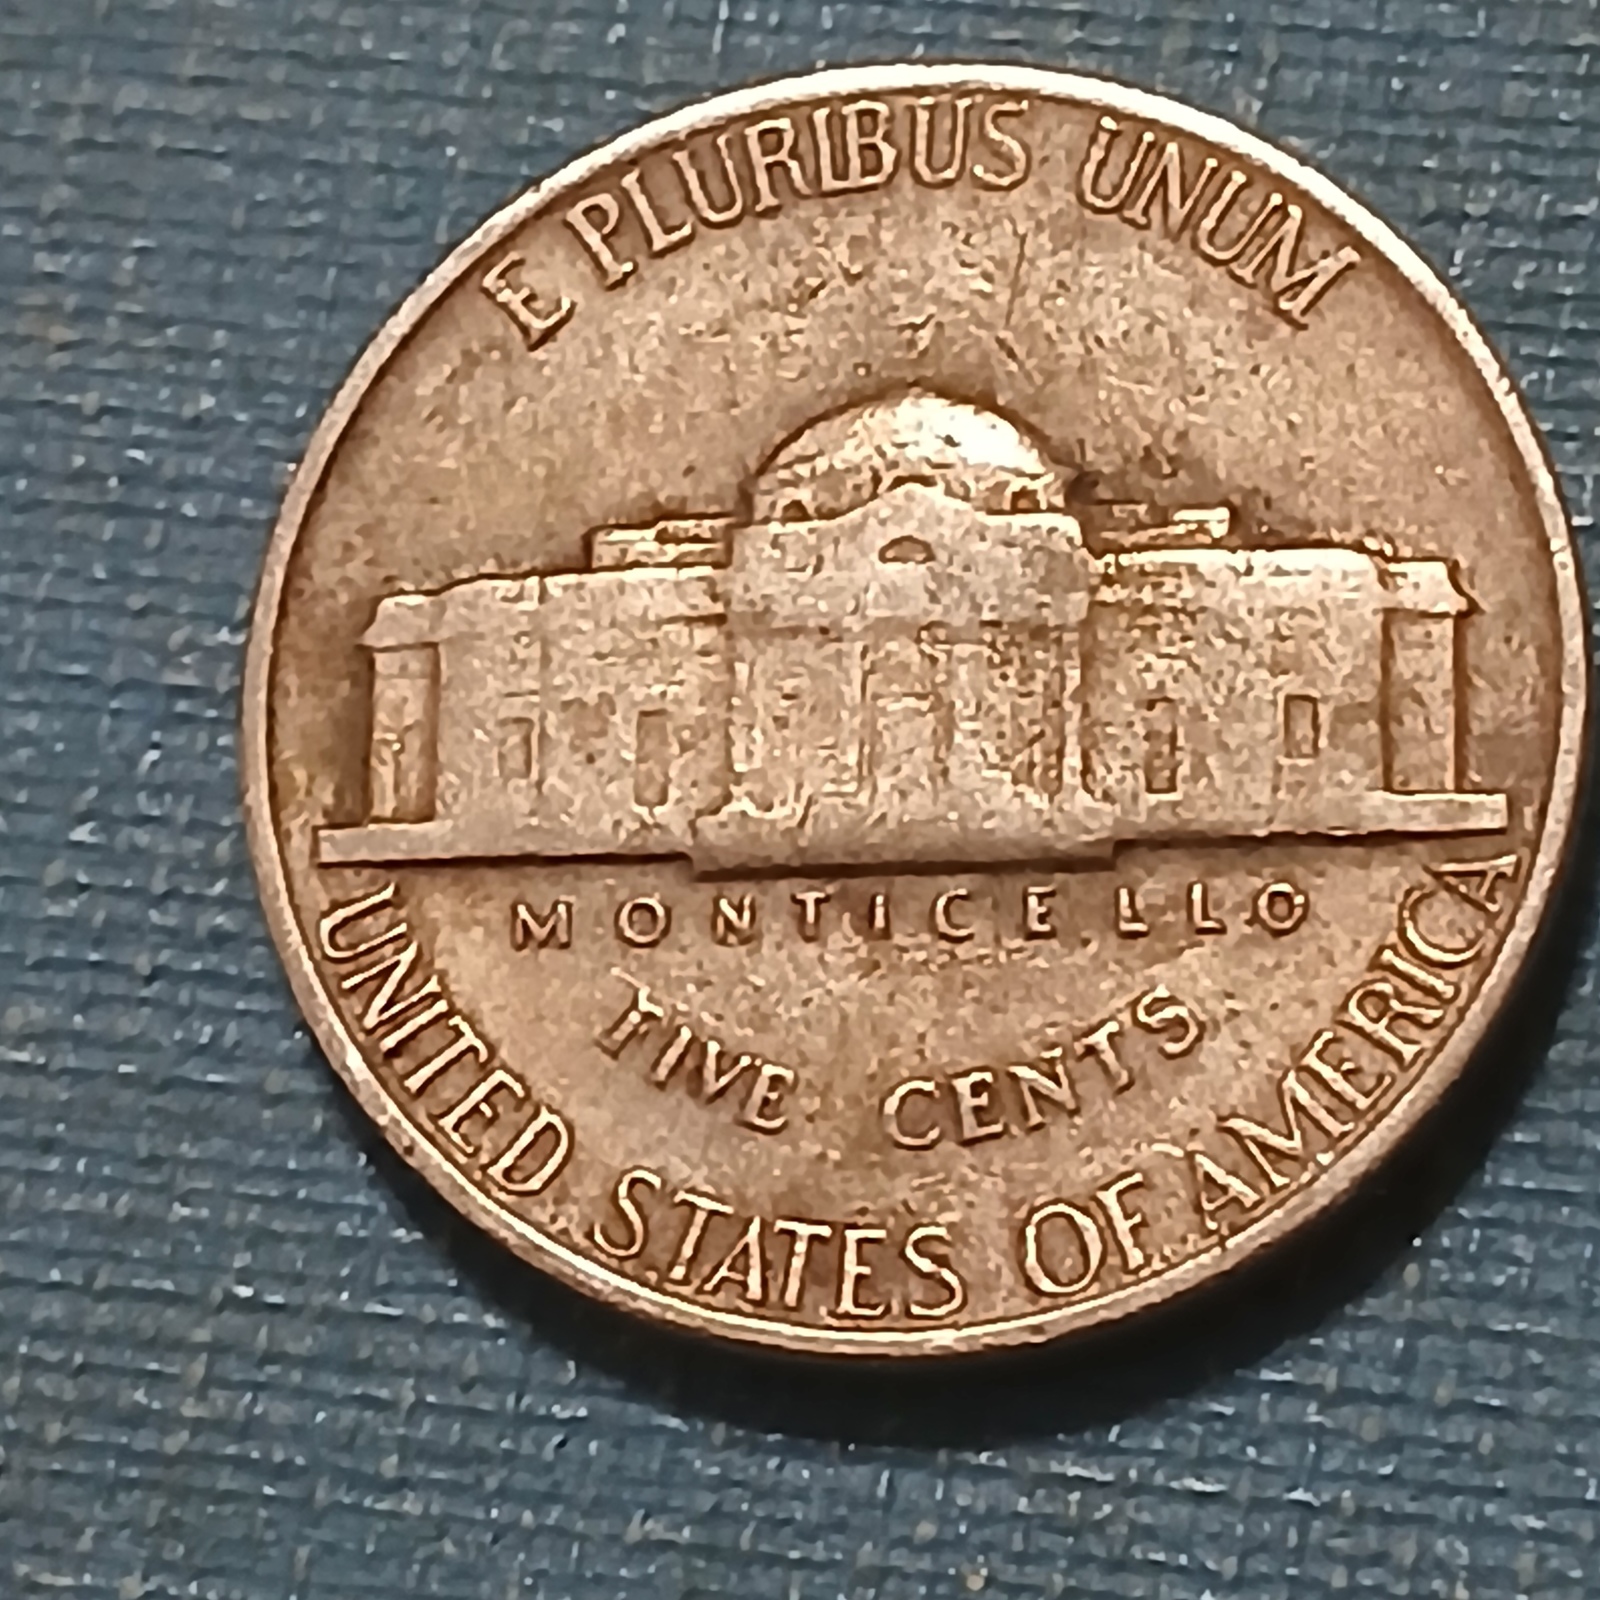 E PLURIBUS UNUM
MONTICELLO
FIVE CENTS
UNITED STATES OF AMERICA